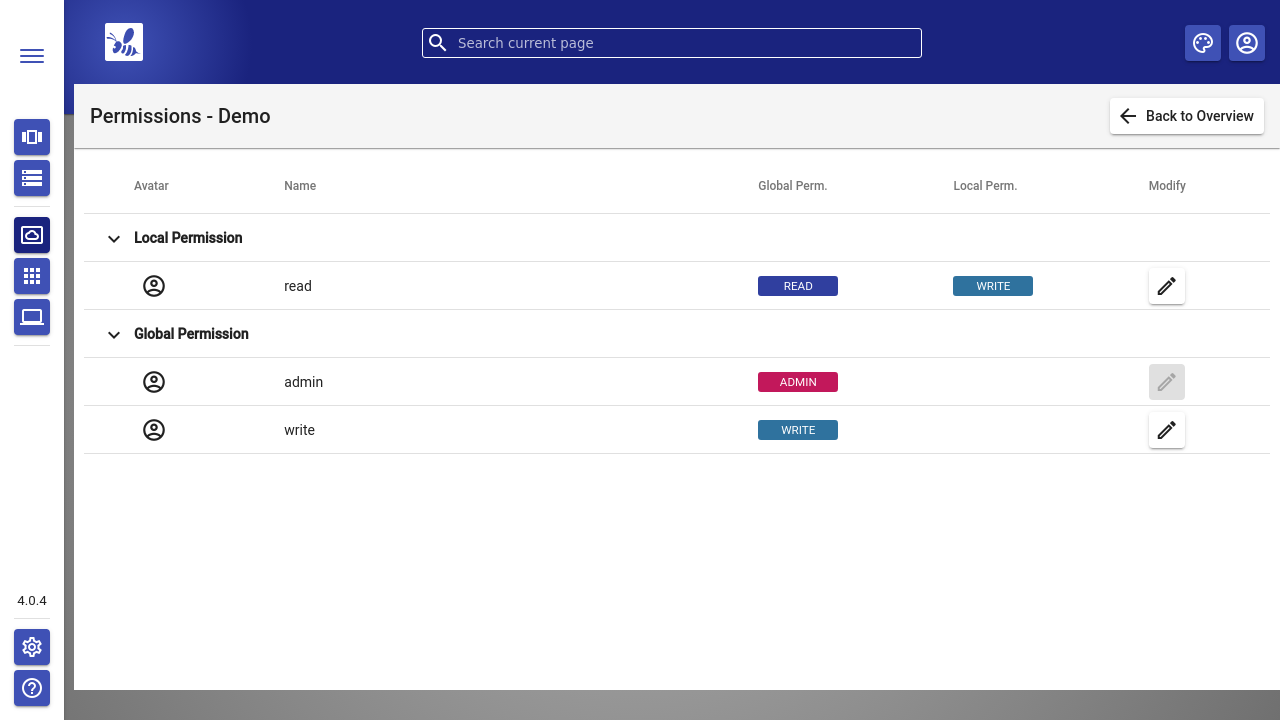 Search current page
Permissions - Demo
Back to Overview
Avatar Name Global Perm. Local Perm. Modify
Local Permission
read READ WRITE
Global Permission
admin ADMIN
write WRITE
4.0.4